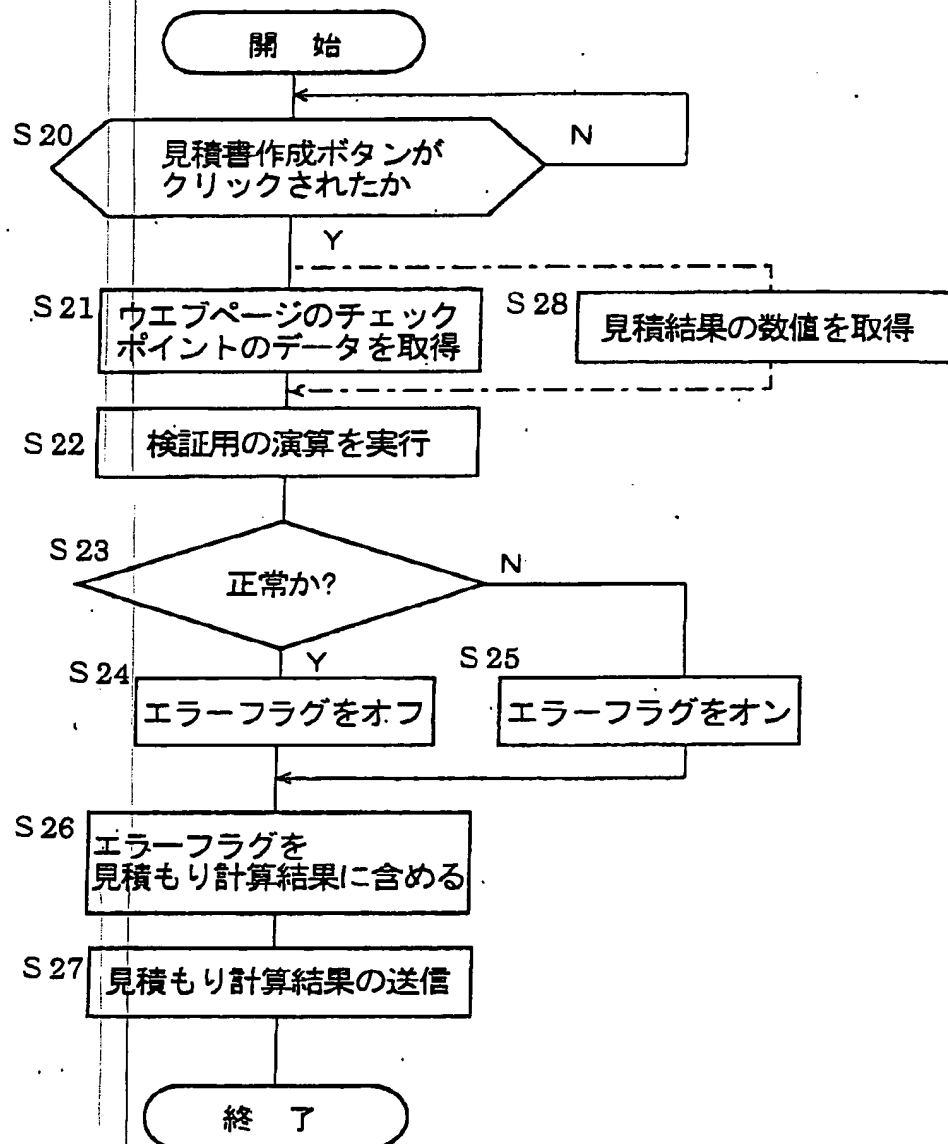 開 始
S20
見積書作成ボタンが
クリックされたか
N
Y
S21
ウエブページのチェック
ポイントのデータを取得
S28
見積結果の数値を取得
S22
検証用の演算を実行
S23
正常か?
N
Y
S24
エラーフラグをオフ
S25
エラーフラグをオン
S26
エラーフラグを
見積もり計算結果に含める
S27
見積もり計算結果の送信
終 了